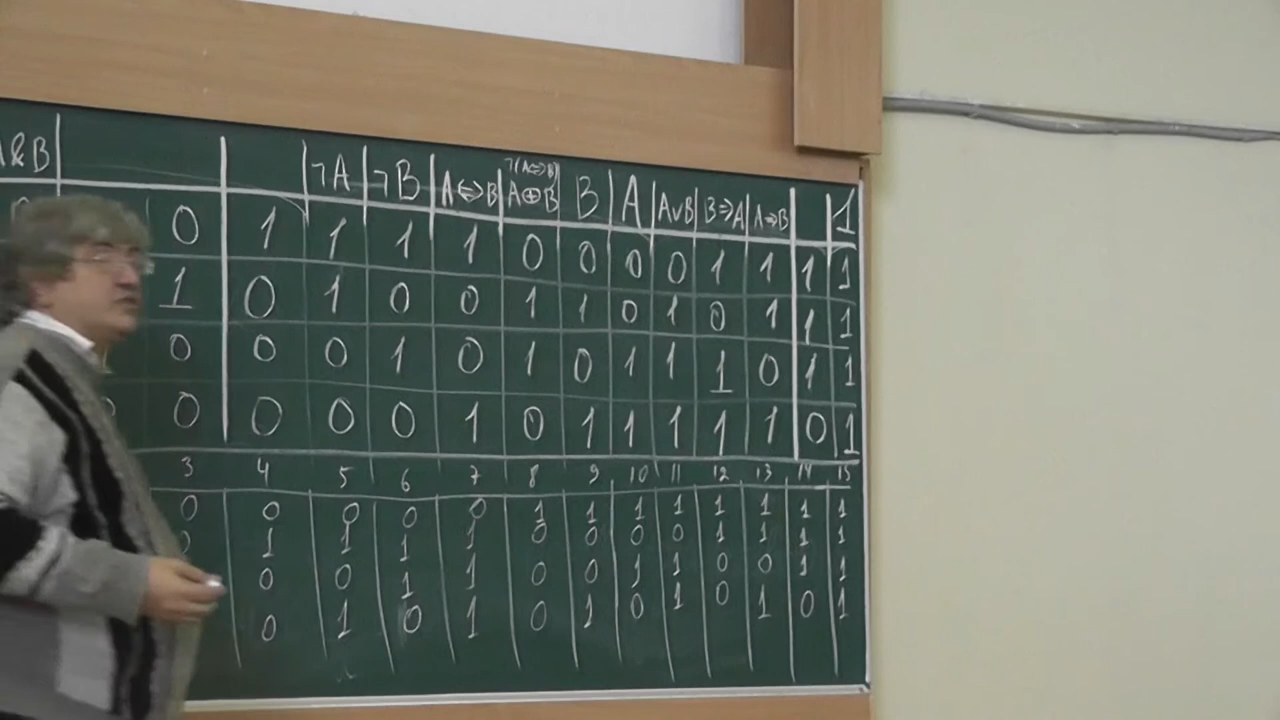 &B ¬A ¬B A⇔B ¬(A⇔B) A⊕B B A A∨B B⇒A A⇒B 1
0 1 1 1 1 0 0 0 0 1 1 1 1
1 0 1 0 0 1 1 0 1 0 1 1 1
0 0 0 1 0 1 0 1 1 1 0 1 1
0 0 0 0 1 0 1 1 1 1 1 0 1
3 4 5 6 7 8 9 10 11 12 13 14 15
0 0 0 0 0 1 1 1 1 1 1 1 1
1 1 1 1 0 0 0 0 1 1 1 1
0 0 1 1 0 0 1 1 0 0 1 1
0 1 0 1 0 1 0 1 0 1 0 1